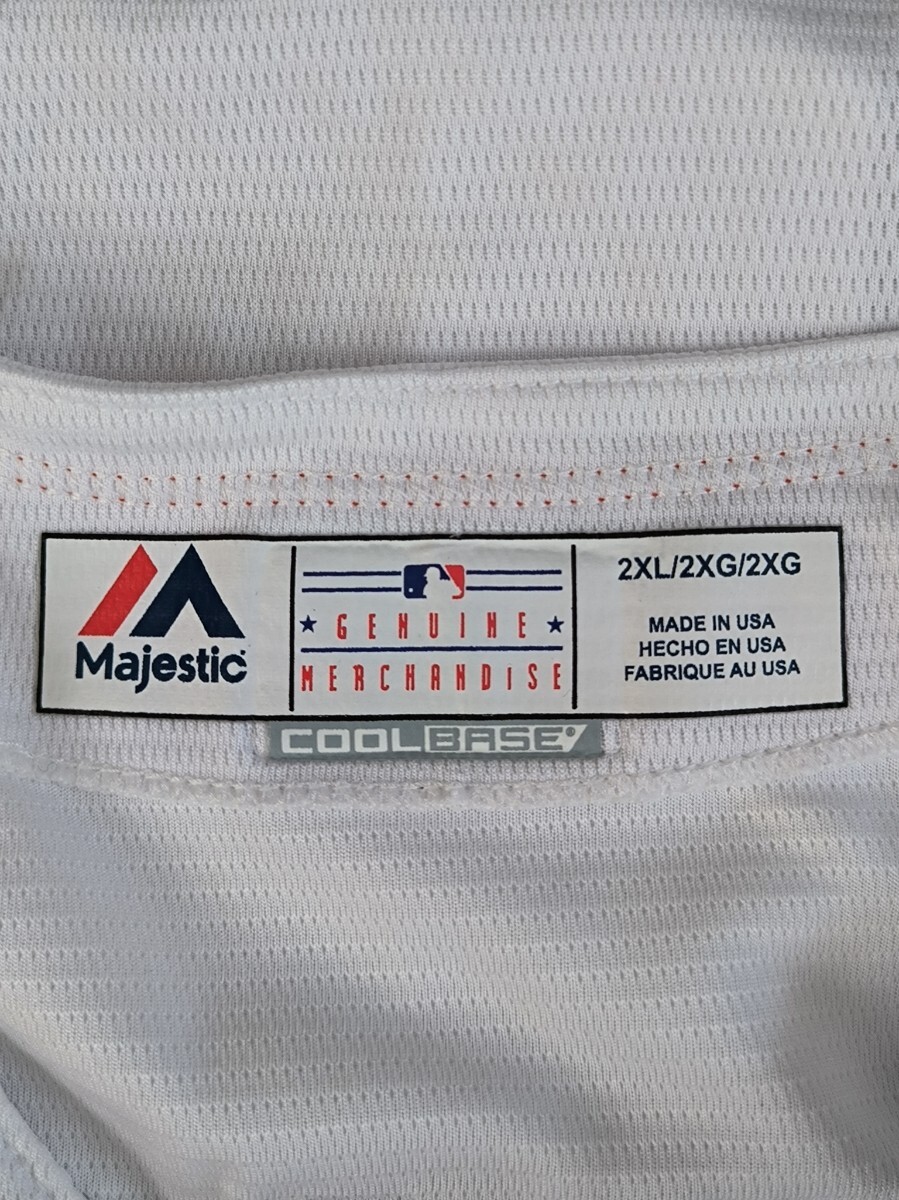 Majestic
GENUINE
MERCHANDiSE
2XL/2XG/2XG
MADE IN USA
HECHO EN USA
FABRIQUE AU USA
COOLBASE®